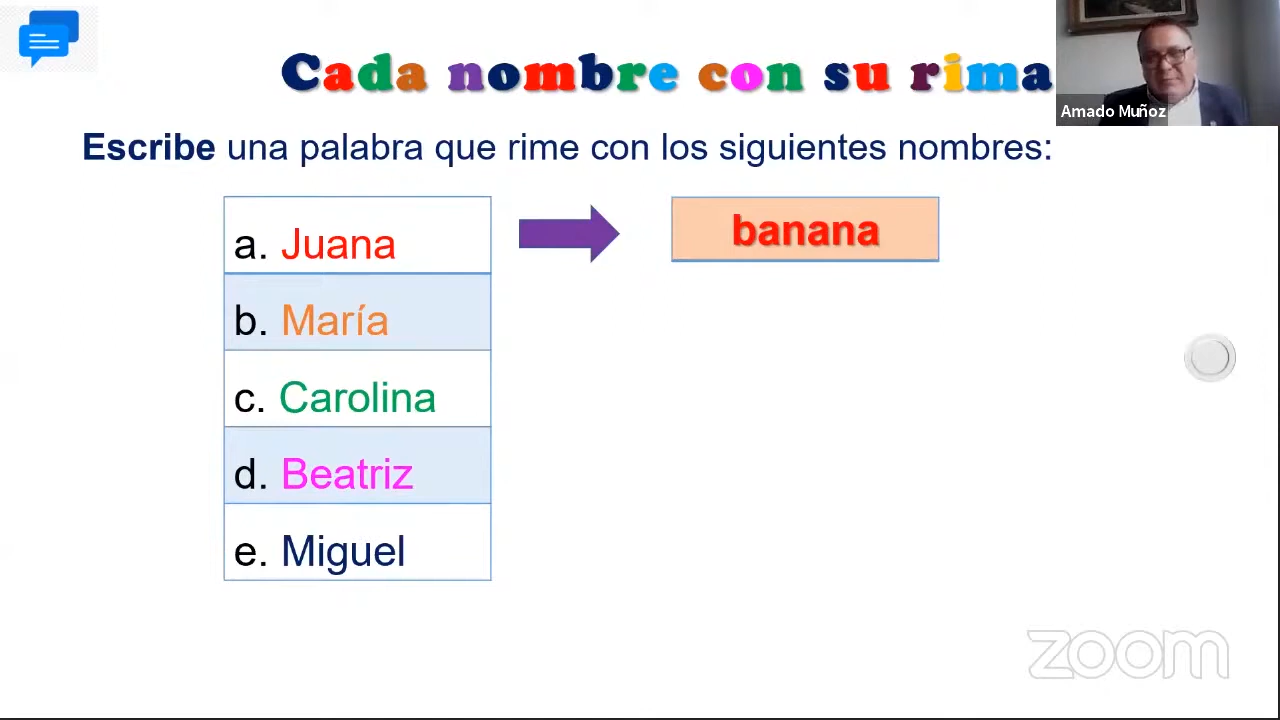 Cada nombre con su rima
Amado Muñoz
Escribe una palabra que rime con los siguientes nombres:
a. Juana
banana
b. María
c. Carolina
d. Beatriz
e. Miguel
zoom